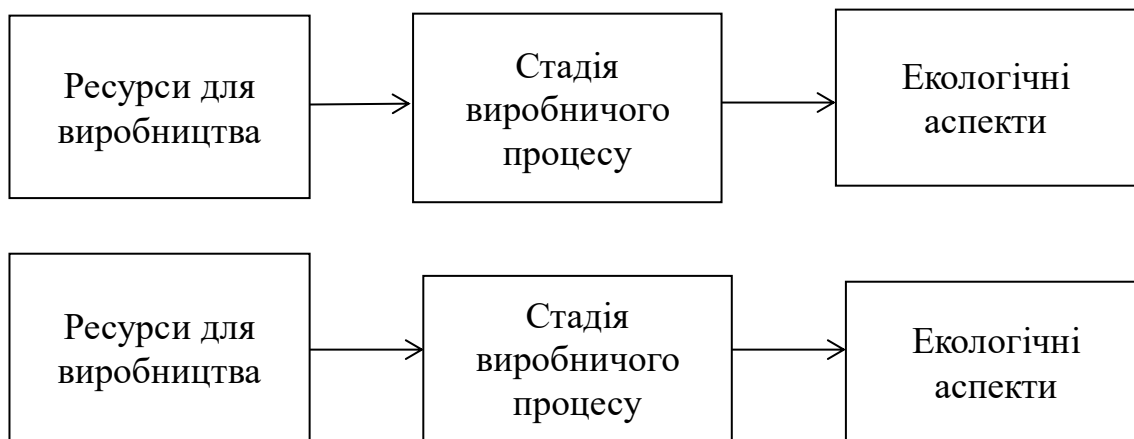 Ресурси для
виробництва
Стадія
виробничого
процесу
Екологічні
аспекти
Ресурси для
виробництва
Стадія
виробничого
процесу
Екологічні
аспекти